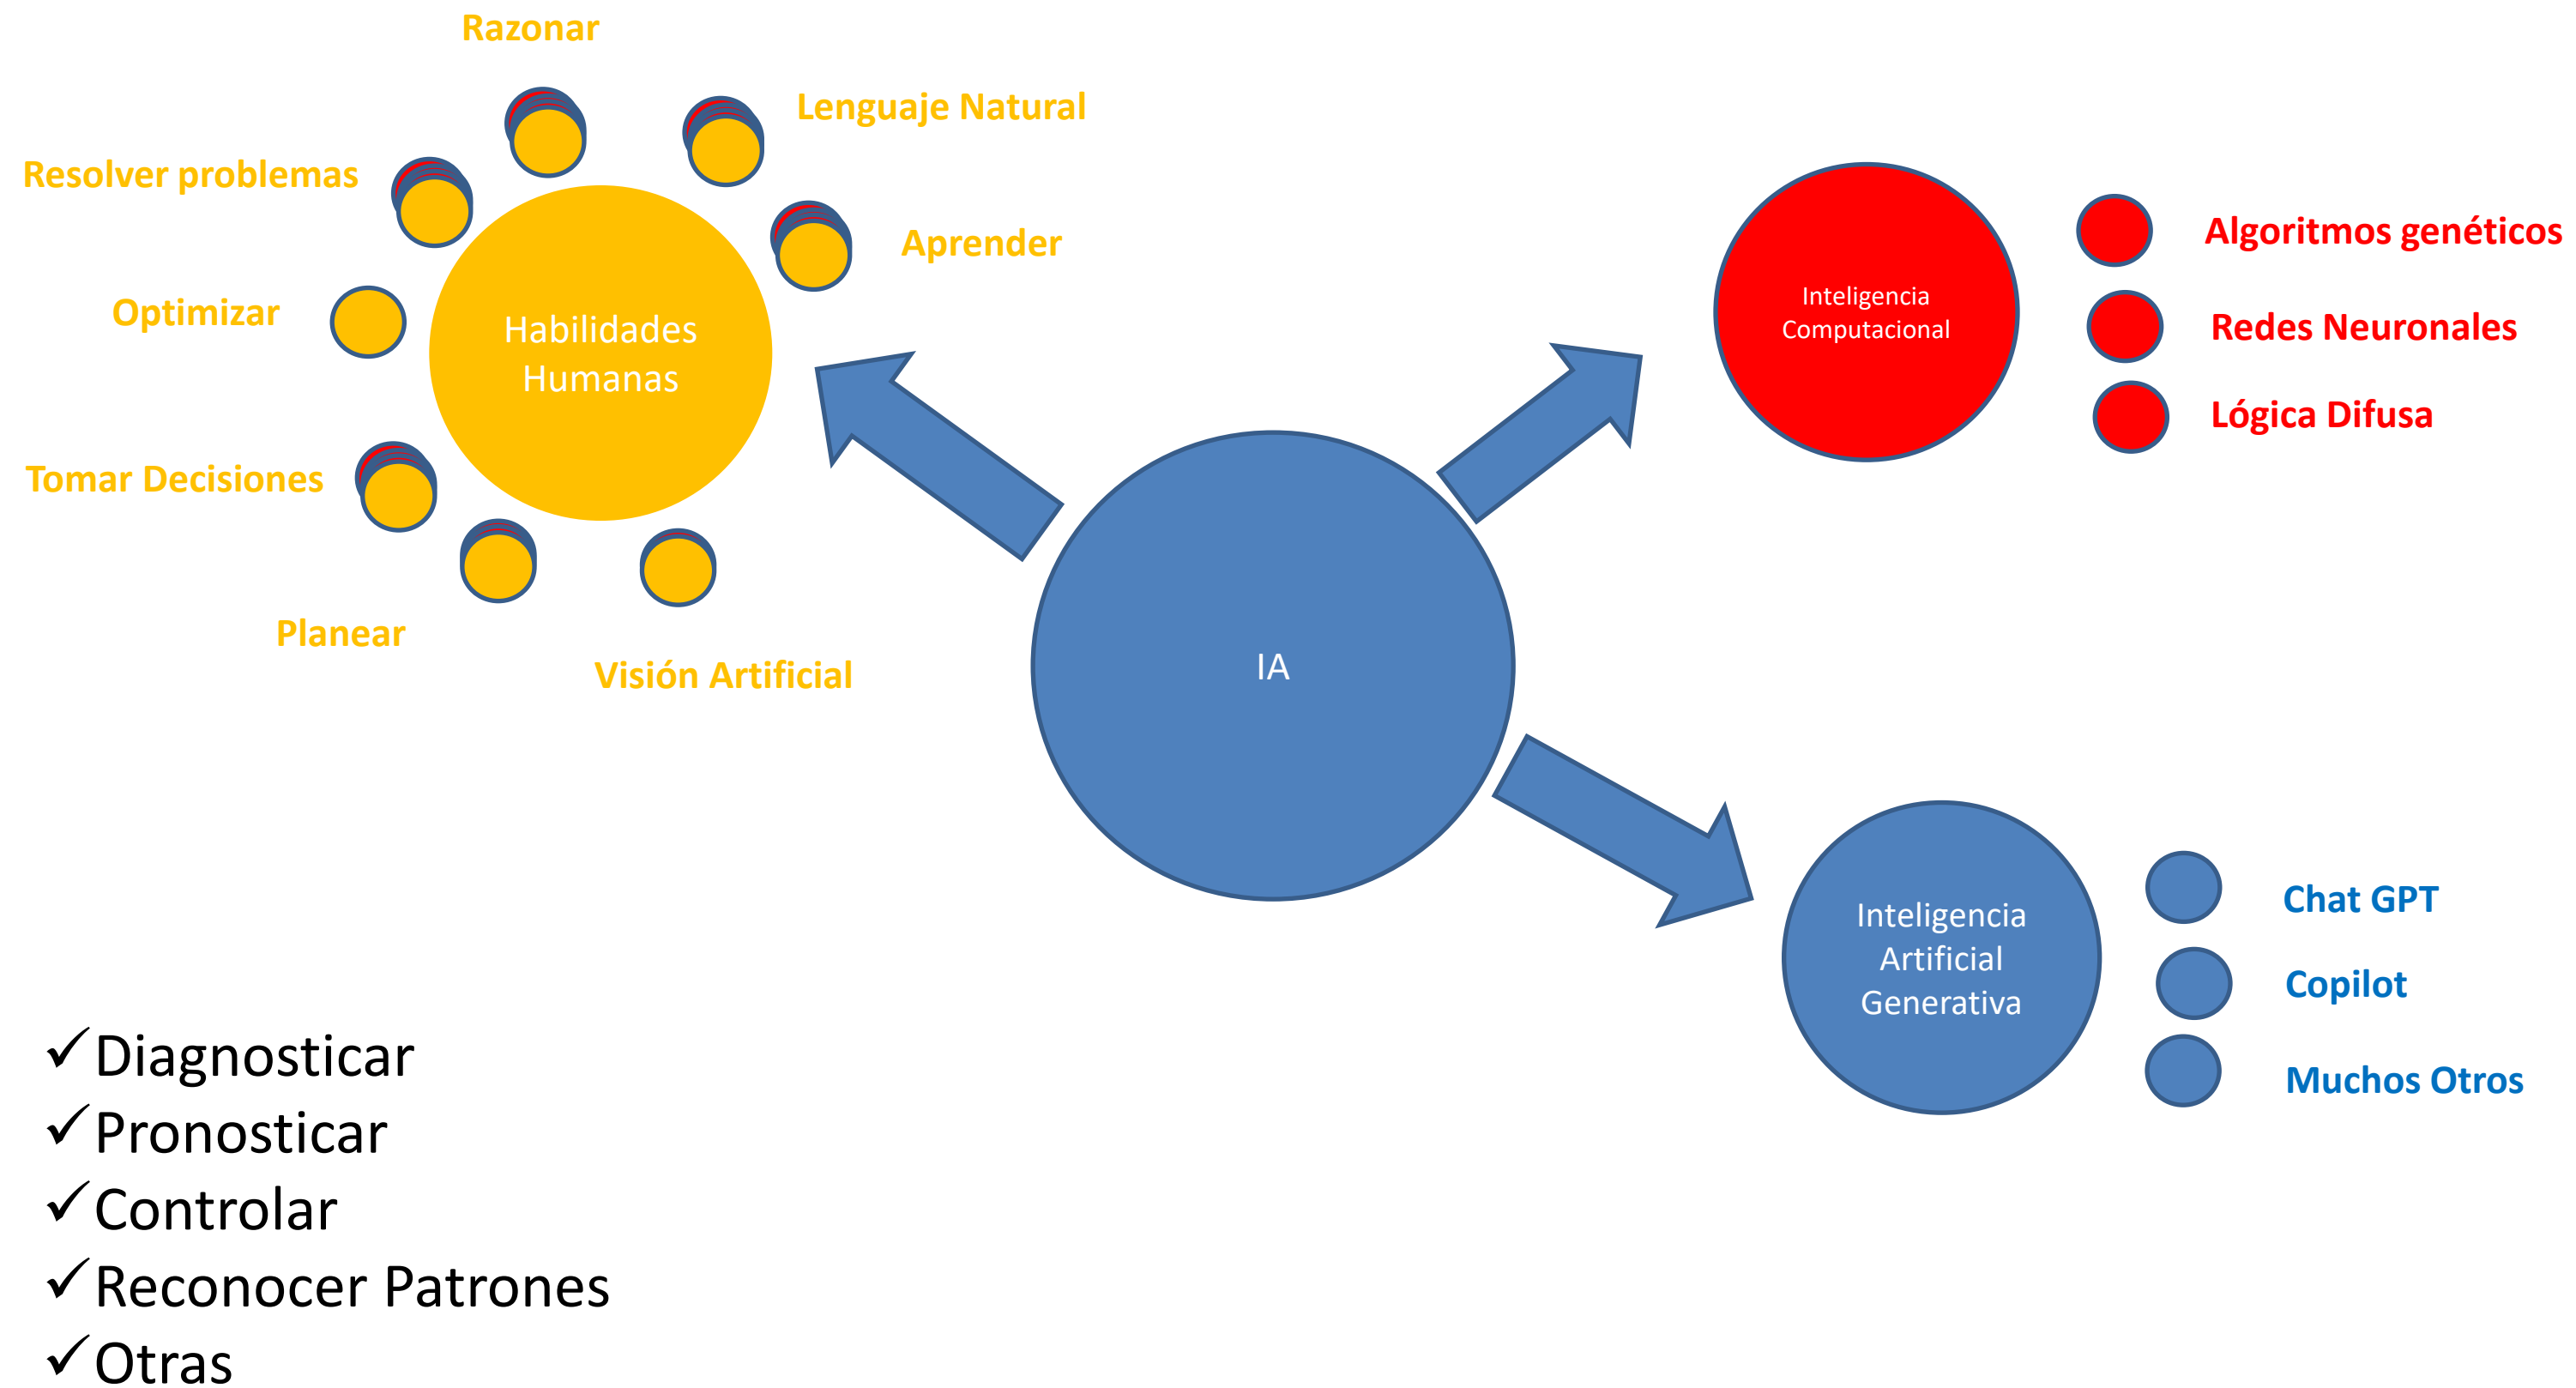 Razonar
Lenguaje Natural
Resolver problemas
Aprender
Optimizar
Habilidades
Humanas
Tomar Decisiones
Planear
Visión Artificial
IA
Inteligencia
Computacional
Algoritmos genéticos
Redes Neuronales
Lógica Difusa
Inteligencia
Artificial
Generativa
Chat GPT
Copilot
Muchos Otros
✓Diagnosticar
✓Pronosticar
✓Controlar
✓Reconocer Patrones
✓Otras